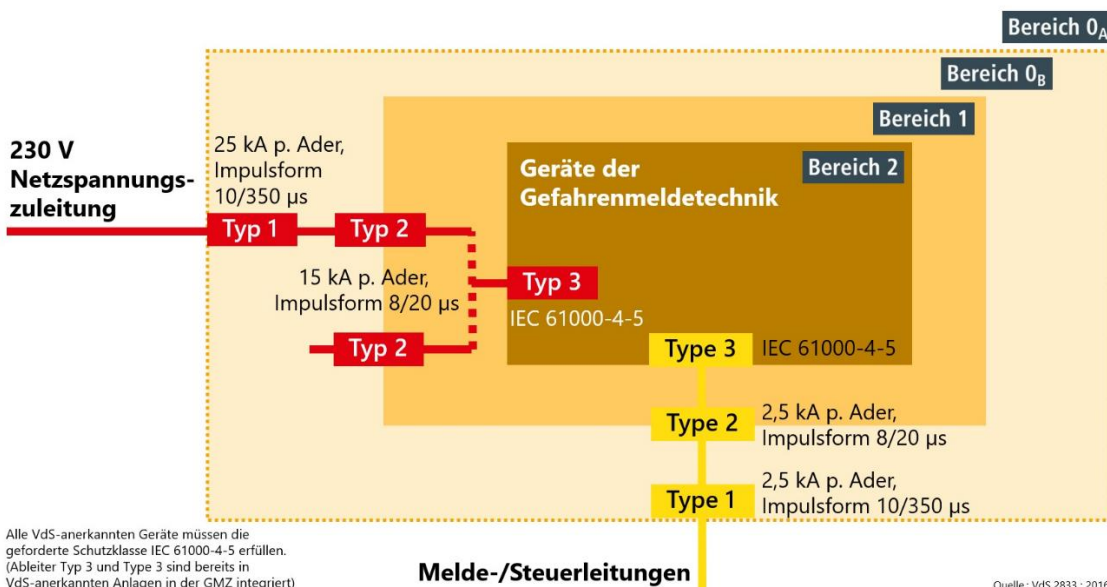 Bereich 0A
Bereich 0B
Bereich 1
Bereich 2
230 V
Netzspannungs-
zuleitung
25 kA p. Ader,
Impulsform
10/350 µs
Geräte der
Gefahrenmeldetechnik
Typ 1
Typ 2
15 kA p. Ader,
Impulsform 8/20 µs
Typ 3
IEC 61000-4-5
Typ 2
Type 3
IEC 61000-4-5
Type 2
2,5 kA p. Ader,
Impulsform 8/20 µs
Type 1
2,5 kA p. Ader,
Impulsform 10/350 µs
Alle VdS-anerkannten Geräte müssen die
geforderte Schutzklasse IEC 61000-4-5 erfüllen.
(Ableiter Typ 3 und Type 3 sind bereits in
VdS-anerkannten Anlagen in der GMZ integriert)
Melde-/Steuerleitungen
Quelle: VdS 2833 : 2016